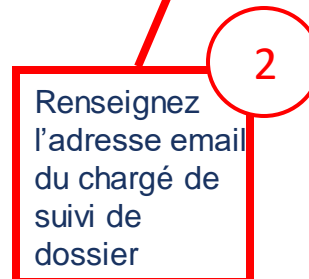 2
Renseignez
l'adresse email
du chargé de
suivi de
dossier